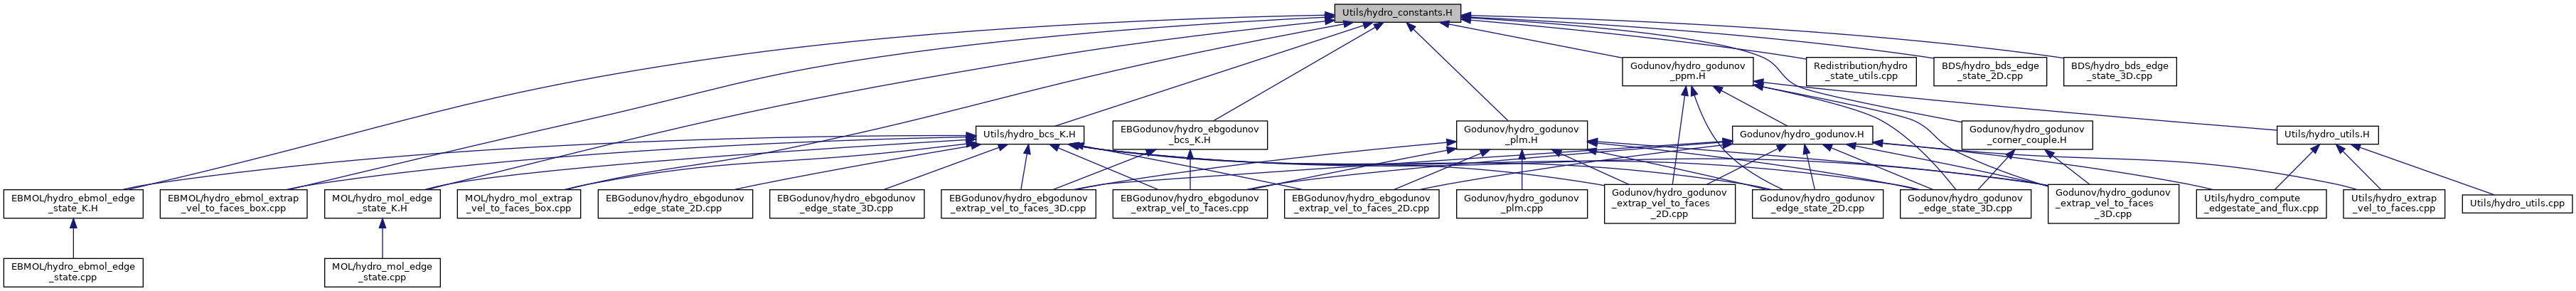 Utils/hydro_constants.H
Godunov/hydro_godunov
_ppm.H
Redistribution/hydro
_state_utils.cpp
BDS/hydro_bds_edge
_state_2D.cpp
BDS/hydro_bds_edge
_state_3D.cpp
Utils/hydro_bcs_K.H
EBGodunov/hydro_ebgodunov
_bcs_K.H
Godunov/hydro_godunov
_plm.H
Godunov/hydro_godunov.H
Godunov/hydro_godunov
_corner_couple.H
Utils/hydro_utils.H
EBMOL/hydro_ebmol_edge
_state_K.H
EBMOL/hydro_ebmol_extrap
_vel_to_faces_box.cpp
MOL/hydro_mol_edge
_state_K.H
MOL/hydro_mol_extrap
_vel_to_faces_box.cpp
EBGodunov/hydro_ebgodunov
_edge_state_2D.cpp
EBGodunov/hydro_ebgodunov
_edge_state_3D.cpp
EBGodunov/hydro_ebgodunov
_extrap_vel_to_faces_3D.cpp
EBGodunov/hydro_ebgodunov
_extrap_vel_to_faces.cpp
EBGodunov/hydro_ebgodunov
_extrap_vel_to_faces_2D.cpp
Godunov/hydro_godunov
_plm.cpp
Godunov/hydro_godunov
_extrap_vel_to_faces
_2D.cpp
Godunov/hydro_godunov
_edge_state_2D.cpp
Godunov/hydro_godunov
_edge_state_3D.cpp
Godunov/hydro_godunov
_extrap_vel_to_faces
_3D.cpp
Utils/hydro_compute
_edgestate_and_flux.cpp
Utils/hydro_extrap
_vel_to_faces.cpp
Utils/hydro_utils.cpp
EBMOL/hydro_ebmol_edge
_state.cpp
MOL/hydro_mol_edge
_state.cpp